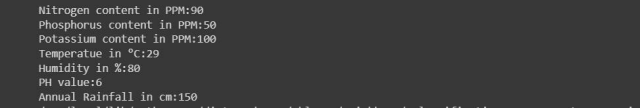 Nitrogen content in PPM:90
Phosphorus content in PPM:50
Potassium content in PPM:100
Temperatue in °C:29
Humidity in %:80
PH value:6
Annual Rainfall in cm:150